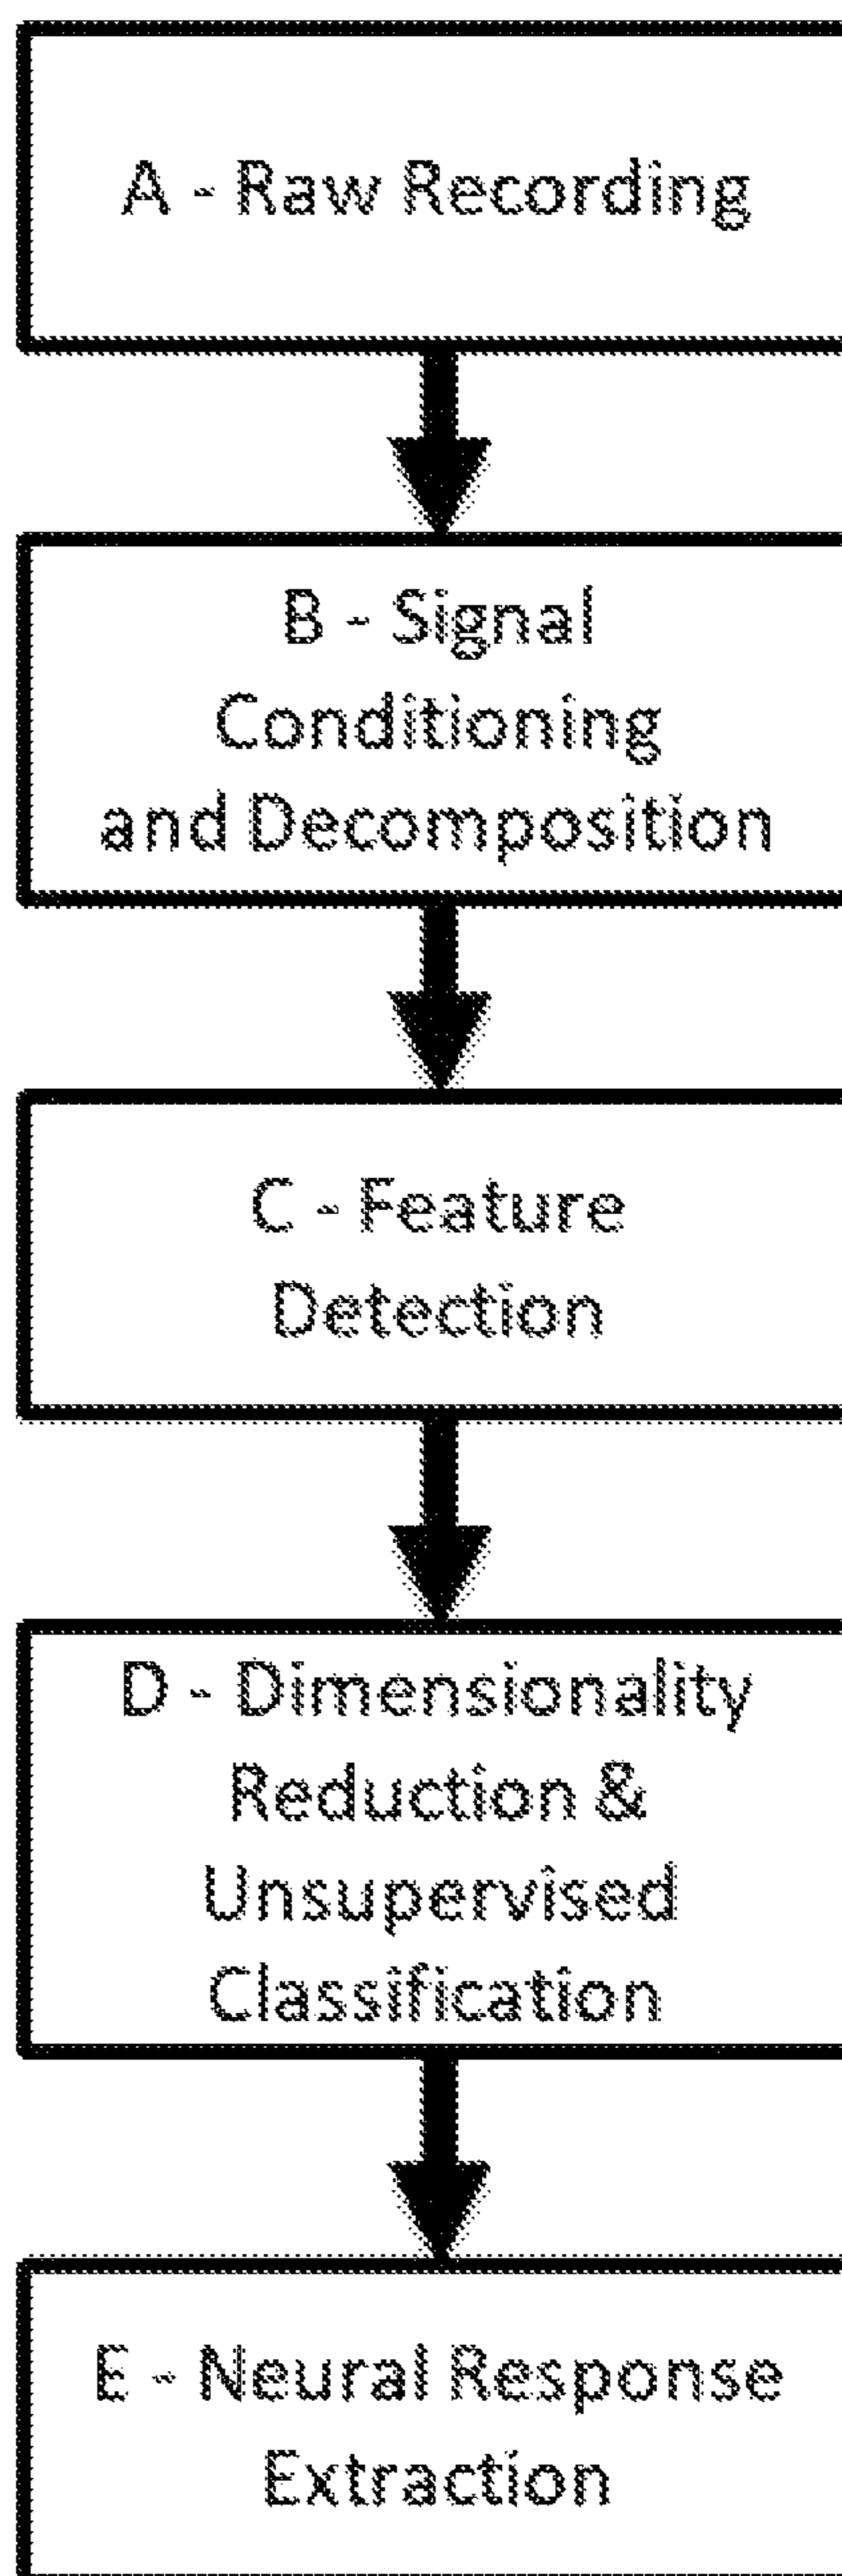 A - Raw Recording
B - Signal
Conditioning
and Decomposition
C - Feature
Detection
D - Dimensionality
Reduction &
Unsupervised
Classification
E - Neural Response
Extraction